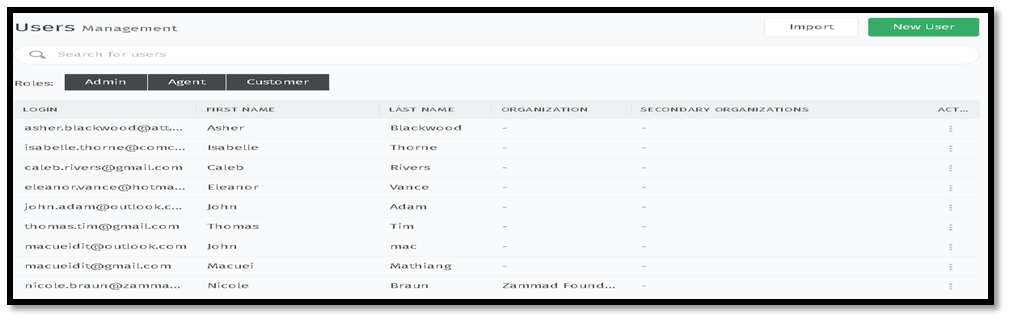 Users Management Import New User
Search for users
Roles: Admin Agent Customer
LOGIN FIRST NAME LAST NAME ORGANIZATION SECONDARY ORGANIZATIONS ACT...
asher.blackwood@att.... Asher Blackwood - -
isabelle.thorne@comc... Isabelle Thorne - -
caleb.rivers@gmail.com Caleb Rivers - -
eleanor.vance@hotma... Eleanor Vance - -
john.adam@outlook.c... John Adam - -
thomas.tim@gmail.com Thomas Tim - -
macueidit@outlook.com John mac - -
macueidit@gmail.com Macuei Mathiang - -
nicole.braun@zamma... Nicole Braun Zammad Found... -